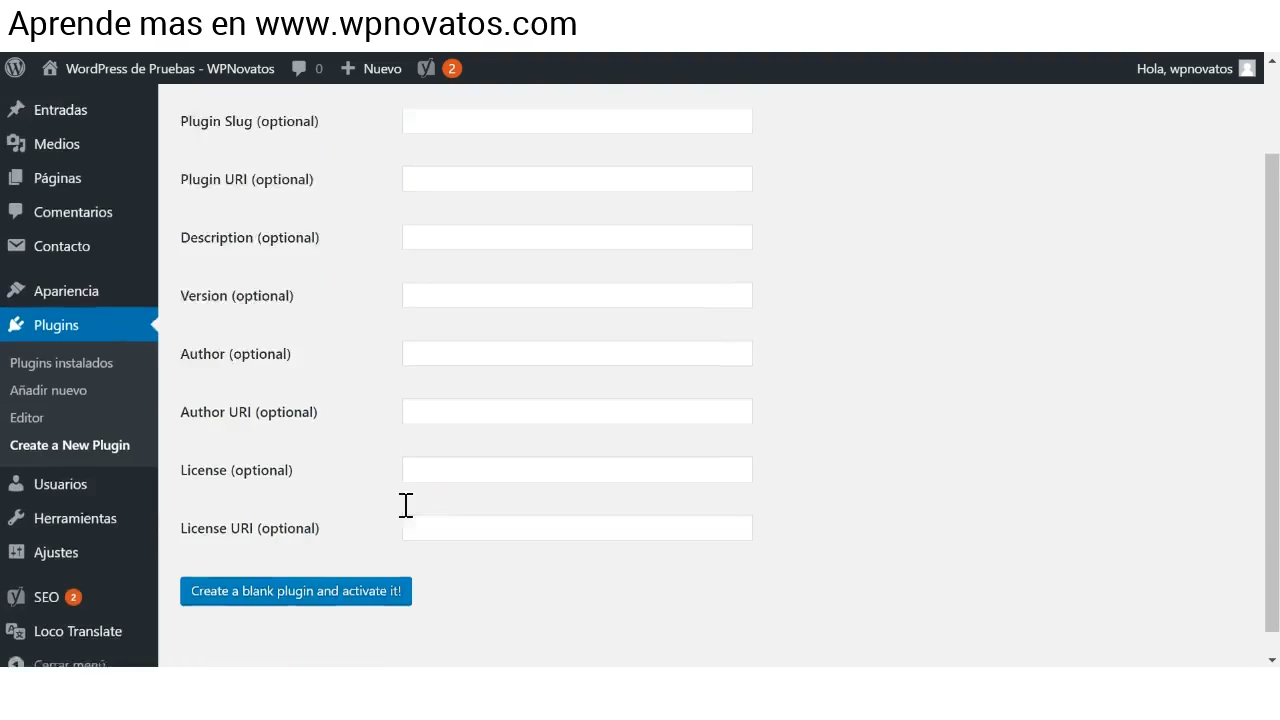 Aprende mas en www.wpnovatos.com
WordPress de Pruebas - WPNovatos 0 Nuevo 2 Hola, wpnovatos
Entradas
Medios
Páginas
Comentarios
Contacto
Apariencia
Plugins
Plugins instalados
Añadir nuevo
Editor
Create a New Plugin
Usuarios
Herramientas
Ajustes
SEO 2
Loco Translate
Cerrar menú
Plugin Slug (optional)
Plugin URI (optional)
Description (optional)
Version (optional)
Author (optional)
Author URI (optional)
License (optional)
License URI (optional)
Create a blank plugin and activate it!